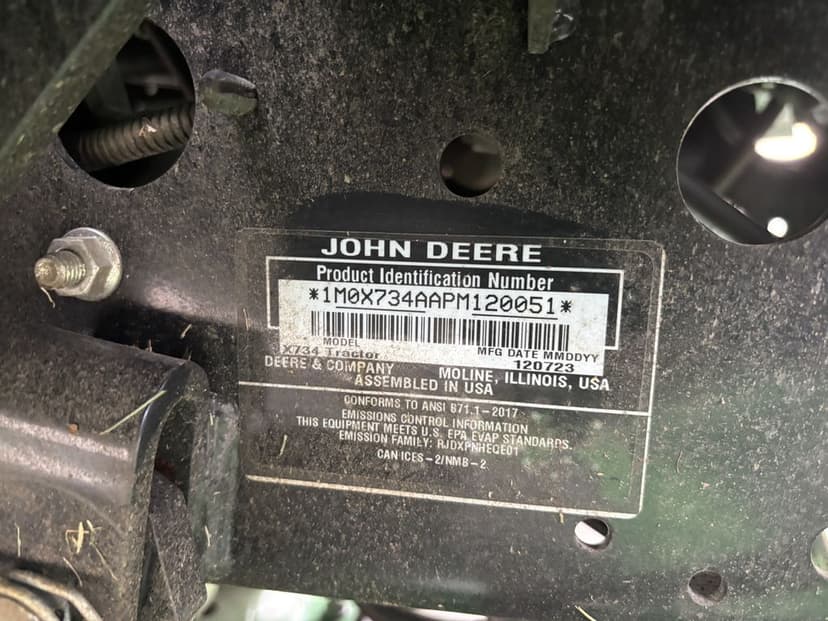 JOHN DEERE
Product Identification Number
*1M0X734AAPM120051*
MODEL MFG DATE MMDDYY
X734 Tractor 120723
DEERE & COMPANY MOLINE, ILLINOIS, USA
ASSEMBLED IN USA
CONFORMS TO ANSI B71.1-2017
EMISSIONS CONTROL INFORMATION
THIS EQUIPMENT MEETS U.S. EPA EVAP STANDARDS.
EMISSION FAMILY: RJDXPNHEQE01
CAN ICES-2/NMB-2